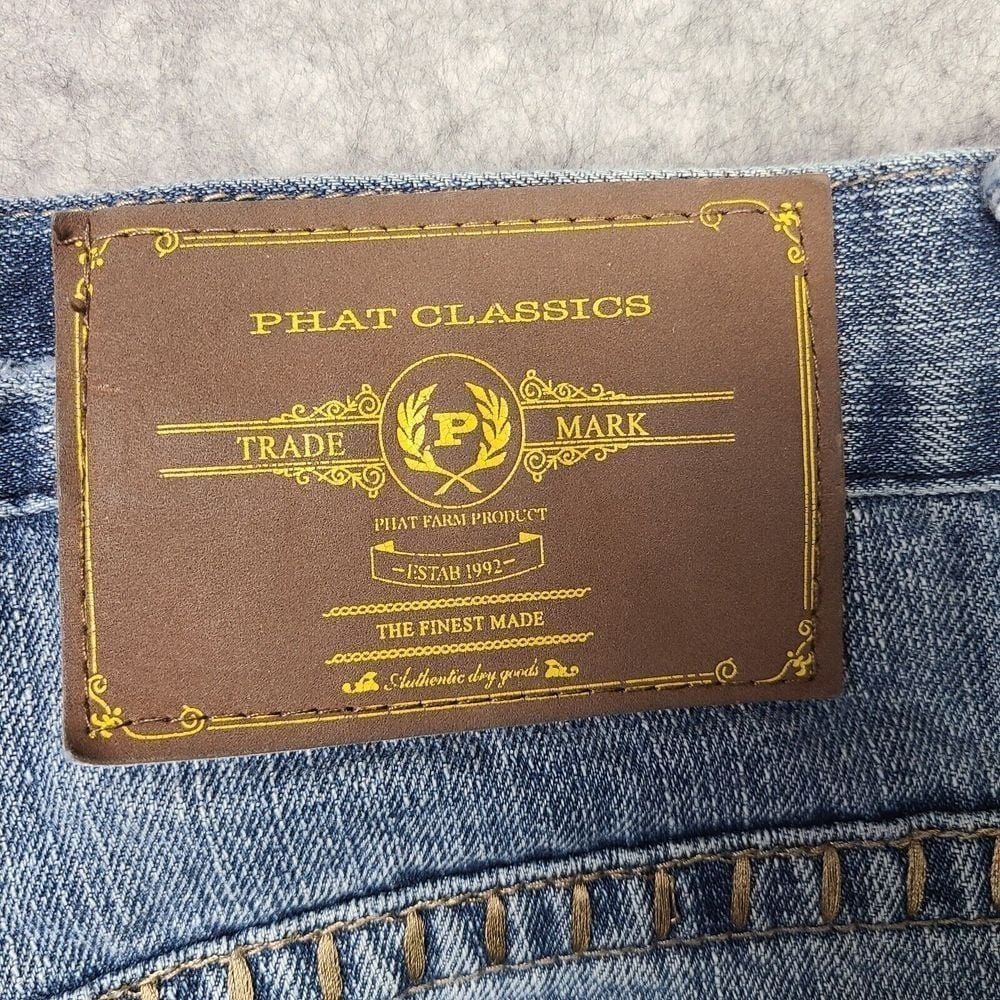 PHAT CLASSICS
TRADE P MARK
PHAT FARM PRODUCT
-ESTAB 1992-
THE FINEST MADE
Authentic dry goods